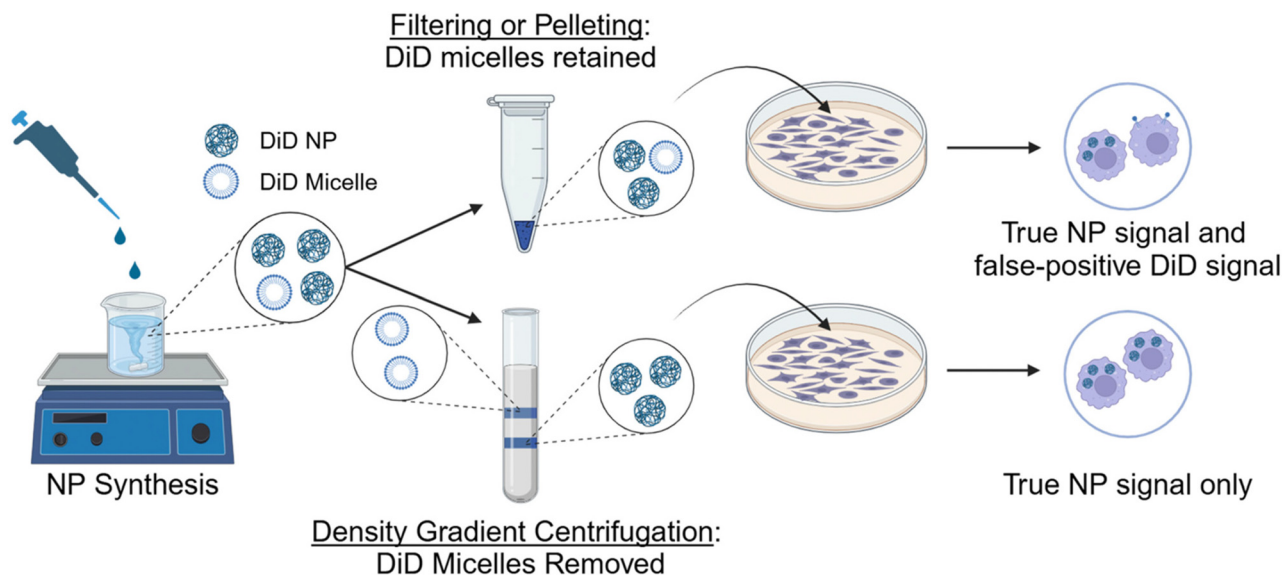 Filtering or Pelleting:
DiD micelles retained
DiD NP
DiD Micelle
True NP signal and
false-positive DiD signal
NP Synthesis
True NP signal only
Density Gradient Centrifugation:
DiD Micelles Removed